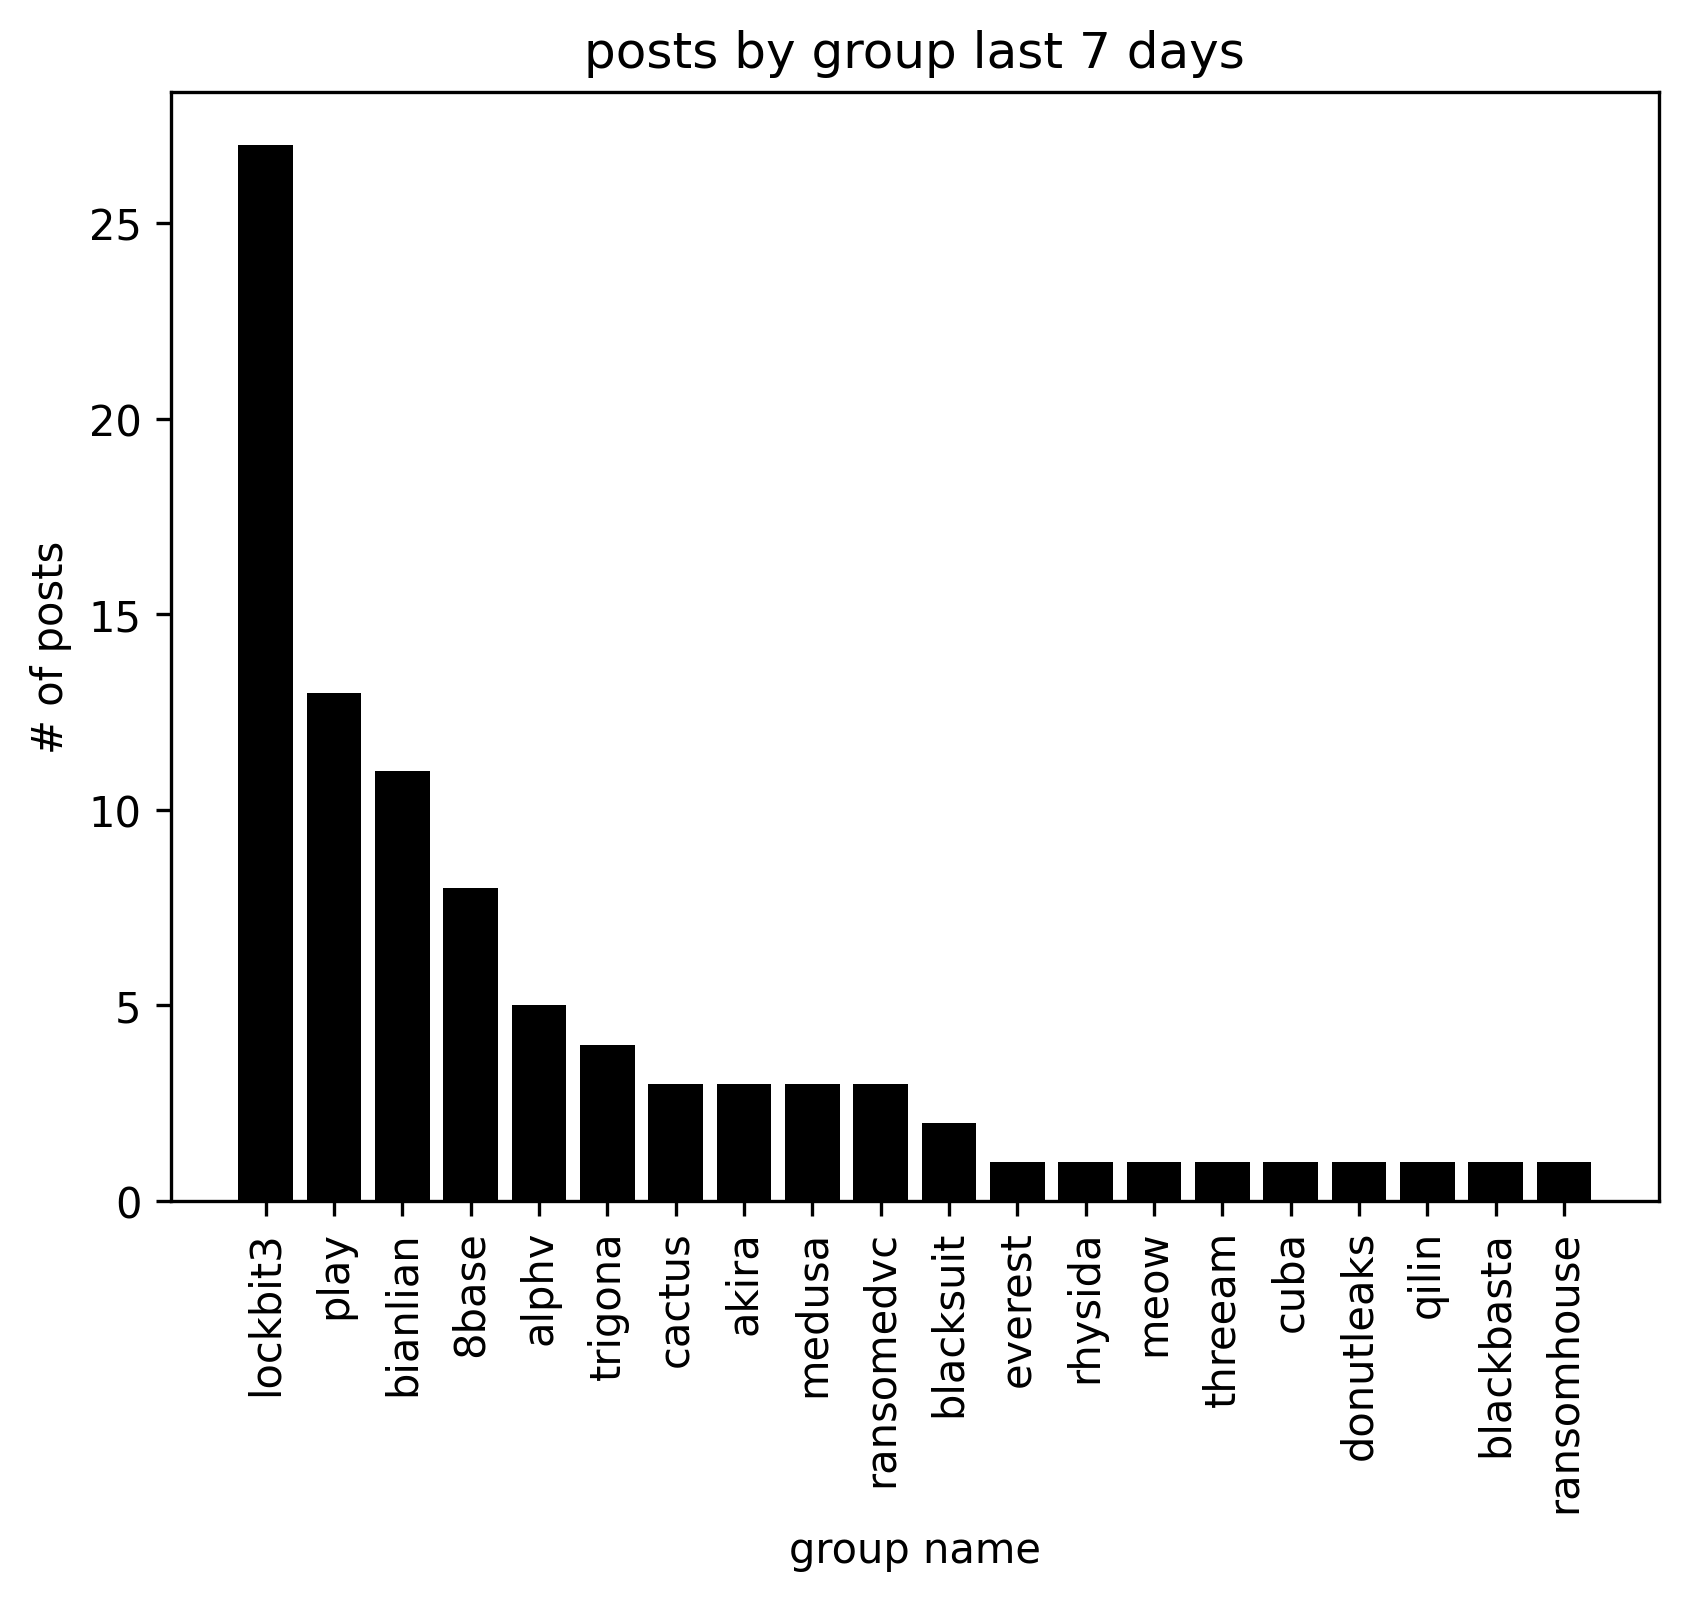 posts by group last 7 days
# of posts
25
20
15
10
5
0
lockbit3
play
bianlian
8base
alphv
trigona
cactus
akira
medusa
ransomedvc
blacksuit
everest
rhysida
meow
threeam
cuba
donutleaks
qilin
blackbasta
ransomhouse
group name